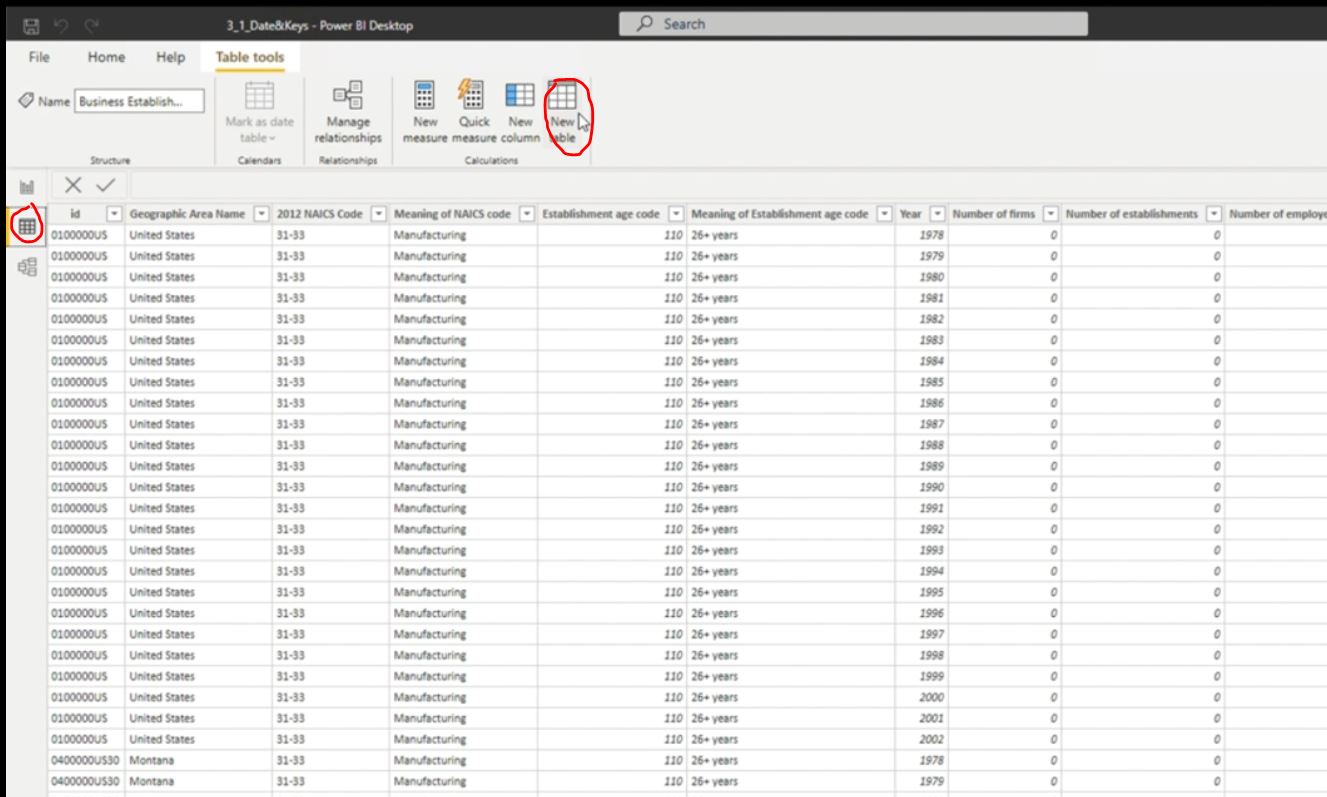 3_1_Date&Keys - Power BI Desktop
Search
File Home Help Table tools
Name Business Establish...
Mark as date table
Manage relationships
New measure
Quick measure
New column
New table
Structure Calendars Relationships Calculations
id Geographic Area Name 2012 NAICS Code Meaning of NAICS code Establishment age code Meaning of Establishment age code Year Number of firms Number of establishments Number of employe
0100000US United States 31-33 Manufacturing 110 26+ years 1978 0 0
0100000US United States 31-33 Manufacturing 110 26+ years 1979 0 0
0100000US United States 31-33 Manufacturing 110 26+ years 1980 0 0
0100000US United States 31-33 Manufacturing 110 26+ years 1981 0 0
0100000US United States 31-33 Manufacturing 110 26+ years 1982 0 0
0100000US United States 31-33 Manufacturing 110 26+ years 1983 0 0
0100000US United States 31-33 Manufacturing 110 26+ years 1984 0 0
0100000US United States 31-33 Manufacturing 110 26+ years 1985 0 0
0100000US United States 31-33 Manufacturing 110 26+ years 1986 0 0
0100000US United States 31-33 Manufacturing 110 26+ years 1987 0 0
0100000US United States 31-33 Manufacturing 110 26+ years 1988 0 0
0100000US United States 31-33 Manufacturing 110 26+ years 1989 0 0
0100000US United States 31-33 Manufacturing 110 26+ years 1990 0 0
0100000US United States 31-33 Manufacturing 110 26+ years 1991 0 0
0100000US United States 31-33 Manufacturing 110 26+ years 1992 0 0
0100000US United States 31-33 Manufacturing 110 26+ years 1993 0 0
0100000US United States 31-33 Manufacturing 110 26+ years 1994 0 0
0100000US United States 31-33 Manufacturing 110 26+ years 1995 0 0
0100000US United States 31-33 Manufacturing 110 26+ years 1996 0 0
0100000US United States 31-33 Manufacturing 110 26+ years 1997 0 0
0100000US United States 31-33 Manufacturing 110 26+ years 1998 0 0
0100000US United States 31-33 Manufacturing 110 26+ years 1999 0 0
0100000US United States 31-33 Manufacturing 110 26+ years 2000 0 0
0100000US United States 31-33 Manufacturing 110 26+ years 2001 0 0
0100000US United States 31-33 Manufacturing 110 26+ years 2002 0 0
0400000US30 Montana 31-33 Manufacturing 110 26+ years 1978 0 0
0400000US30 Montana 31-33 Manufacturing 110 26+ years 1979 0 0